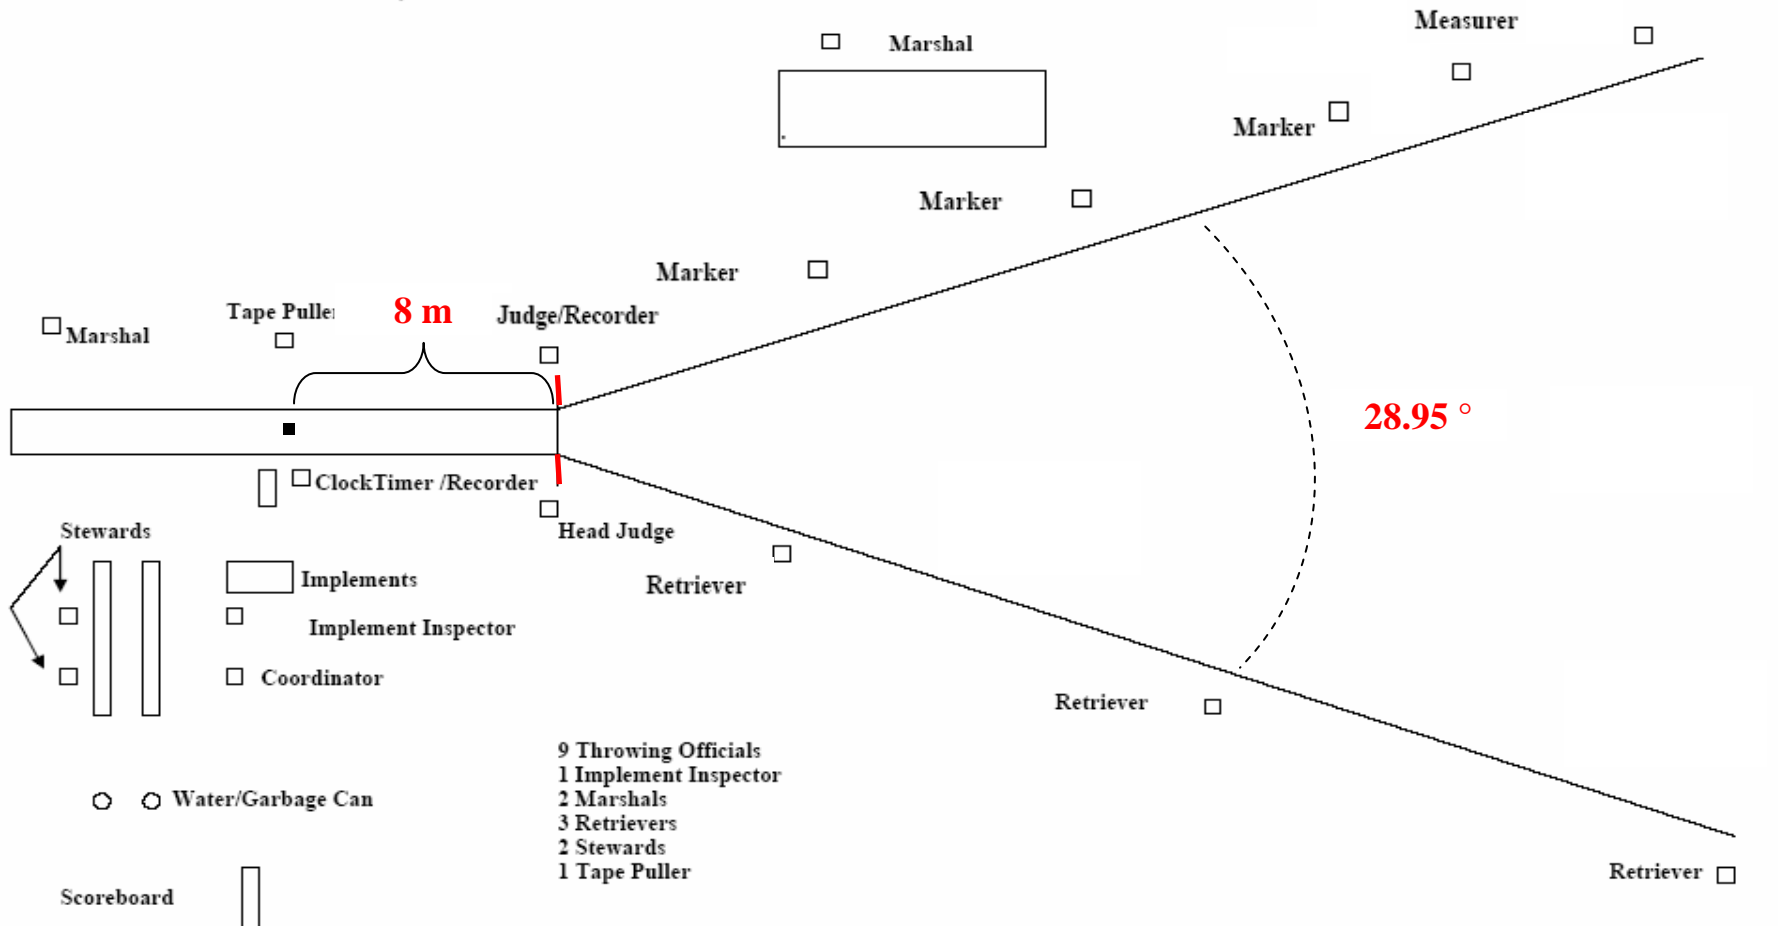 Measurer
Marshal
Marker
Marker
Marker
Tape Puller
8 m
Judge/Recorder
Marshal
28.95 °
ClockTimer /Recorder
Stewards
Head Judge
Implements
Retriever
Implement Inspector
Coordinator
Retriever
9 Throwing Officials
1 Implement Inspector
2 Marshals
3 Retrievers
2 Stewards
1 Tape Puller
Water/Garbage Can
Retriever
Scoreboard